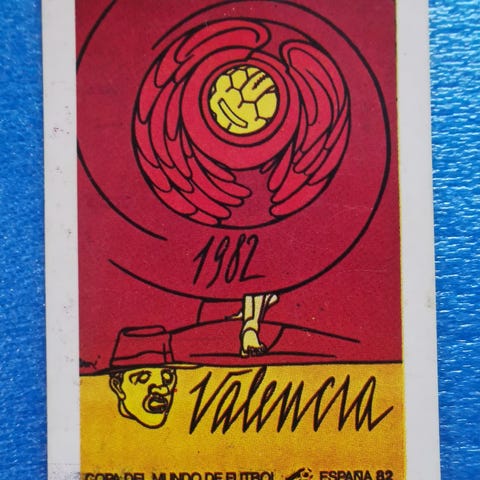 1982
Valencia
COPA DEL MUNDO DE FUTBOL ESPAÑA 82